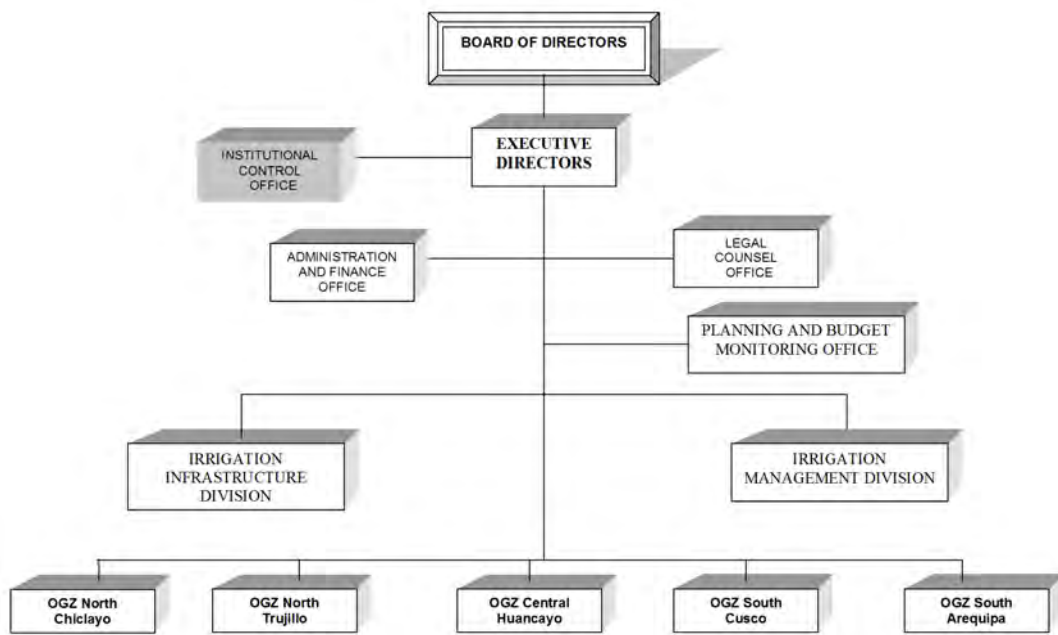 BOARD OF DIRECTORS
EXECUTIVE
DIRECTORS
INSTITUTIONAL
CONTROL
OFFICE
ADMINISTRATION
AND FINANCE
OFFICE
LEGAL
COUNSEL
OFFICE
PLANNING AND BUDGET
MONITORING OFFICE
IRRIGATION
INFRASTRUCTURE
DIVISION
IRRIGATION
MANAGEMENT DIVISION
OGZ North
Chiclayo
OGZ North
Trujillo
OGZ Central
Huancayo
OGZ South
Cusco
OGZ South
Arequipa